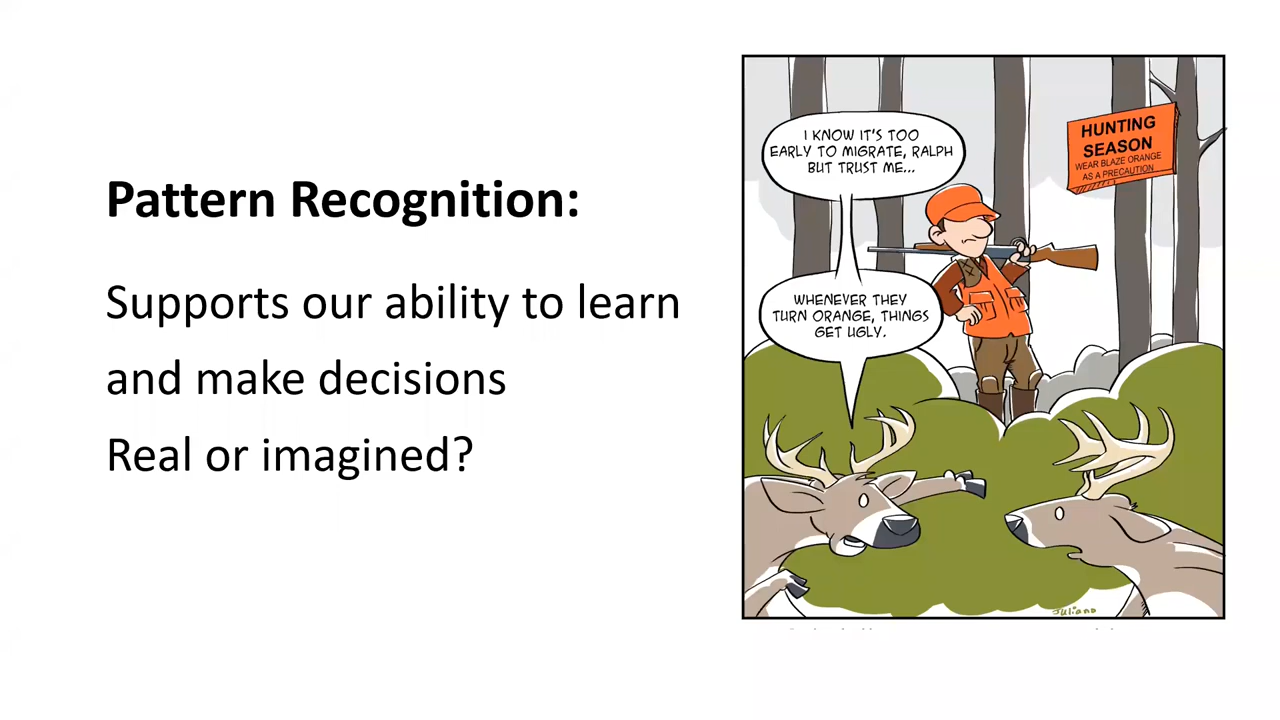 Pattern Recognition:
Supports our ability to learn
and make decisions
Real or imagined?
I KNOW IT'S TOO
EARLY TO MIGRATE, RALPH
BUT TRUST ME...
WHENEVER THEY
TURN ORANGE, THINGS
GET UGLY.
HUNTING
SEASON
WEAR BLAZE ORANGE
AS A PRECAUTION
Juliano